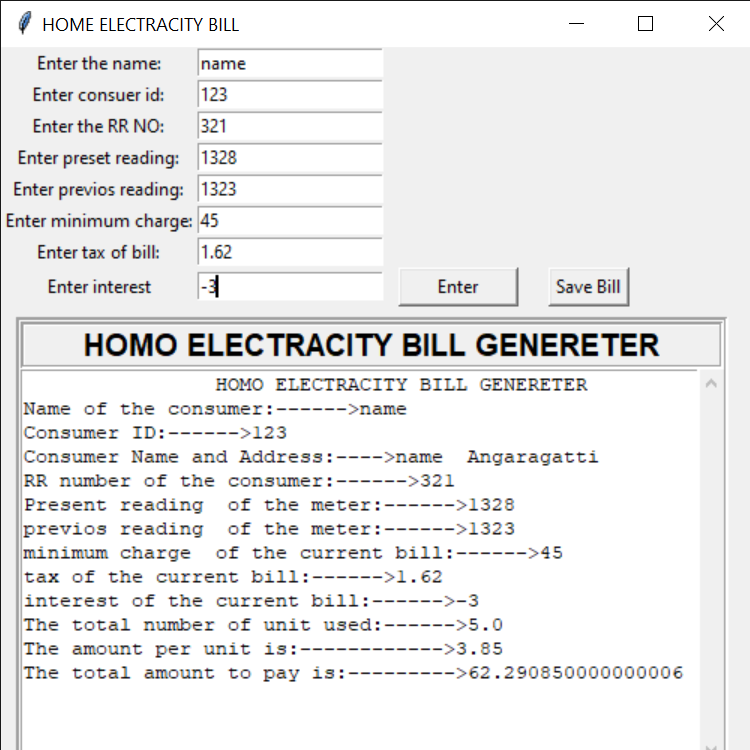 HOME ELECTRACITY BILL
Enter the name: name
Enter consuer id: 123
Enter the RR NO: 321
Enter preset reading: 1328
Enter previos reading: 1323
Enter minimum charge: 45
Enter tax of bill: 1.62
Enter interest -3 Enter Save Bill
HOMO ELECTRACITY BILL GENERETER
HOMO ELECTRACITY BILL GENERETER
Name of the consumer:------>name
Consumer ID:------>123
Consumer Name and Address:---->name  Angaragatti
RR number of the consumer:------>321
Present reading  of the meter:------>1328
previos reading  of the meter:------>1323
minimum charge  of the current bill:------>45
tax of the current bill:------>1.62
interest of the current bill:------>-3
The total number of unit used:------>5.0
The amount per unit is:------------>3.85
The total amount to pay is:--------->62.290850000000006